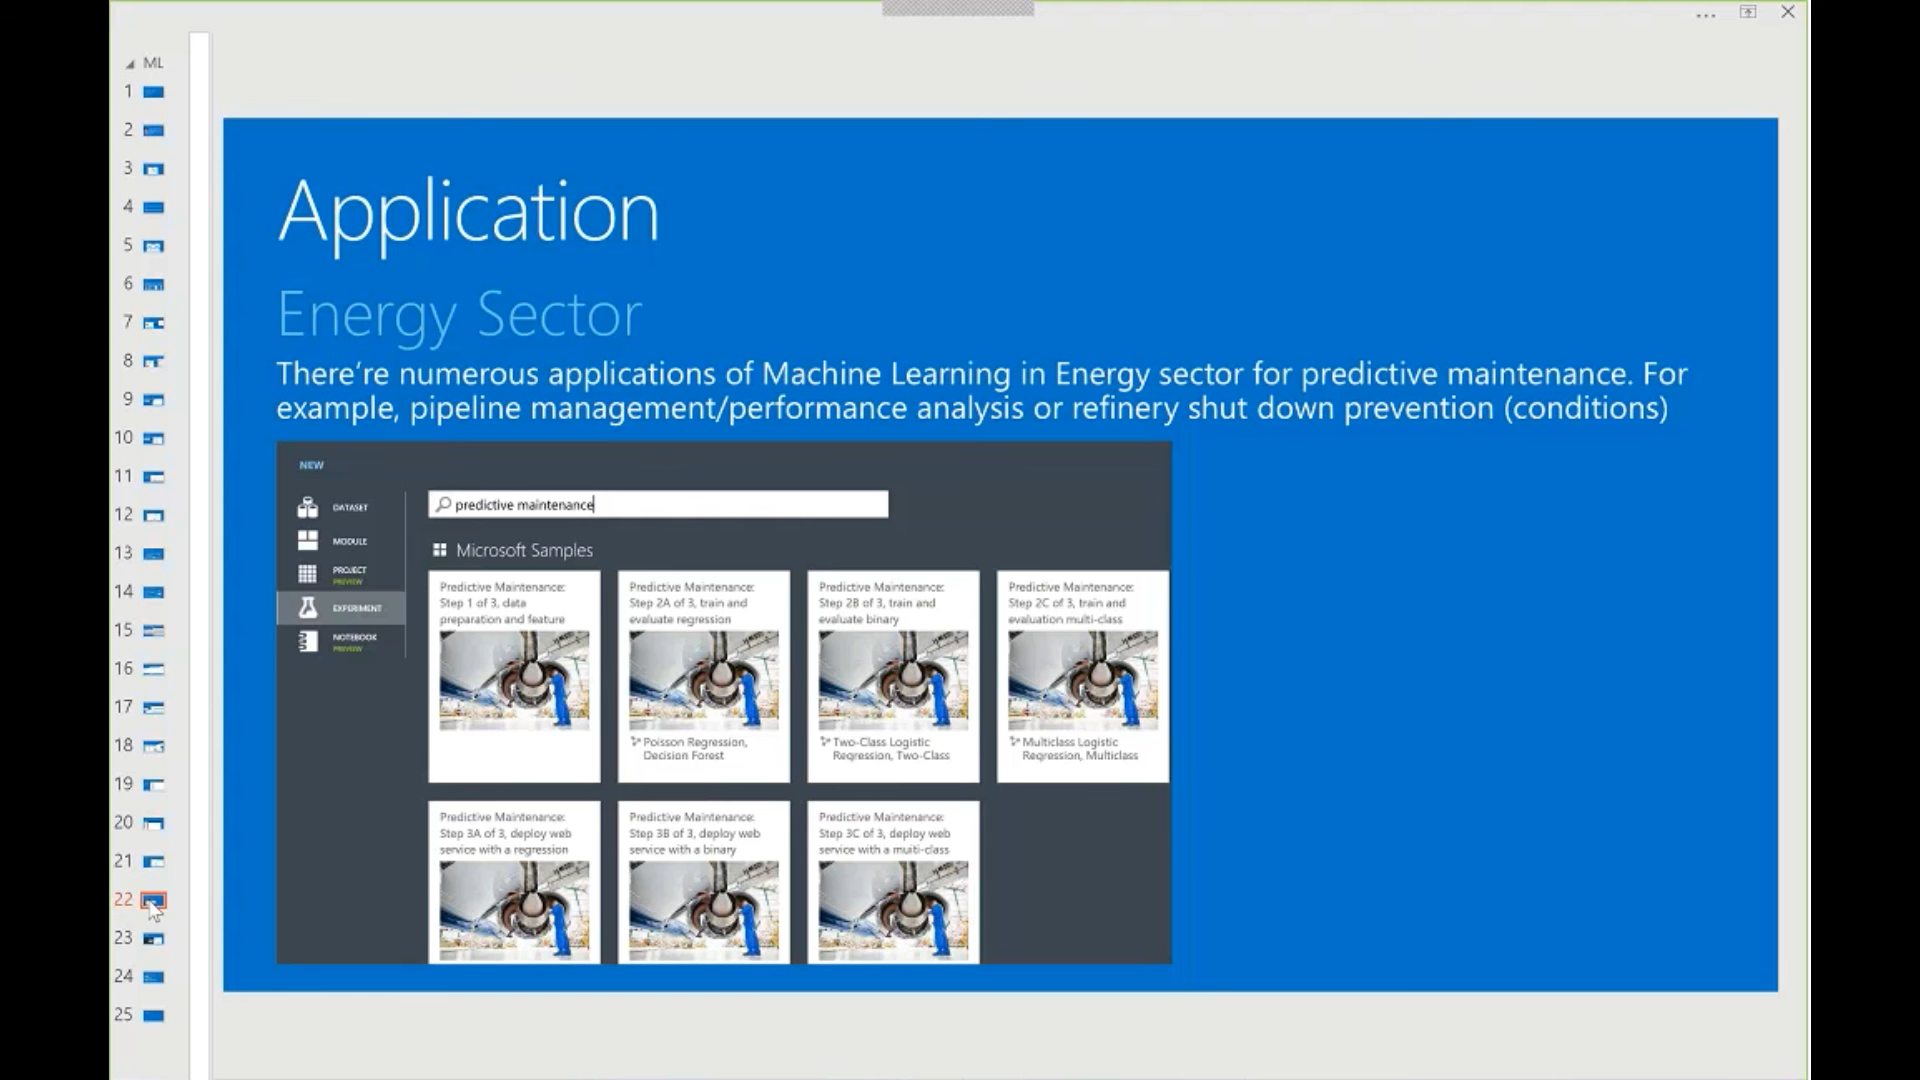 ML
1
2
3
4
5
6
7
8
9
10
11
12
13
14
15
16
17
18
19
20
21
22
23
24
25
Application
Energy Sector
There're numerous applications of Machine Learning in Energy sector for predictive maintenance. For
example, pipeline management/performance analysis or refinery shut down prevention (conditions)
NEW
DATASET
MODULE
PROJECT
PREVIEW
EXPERIMENT
NOTEBOOK
PREVIEW
predictive maintenance
Microsoft Samples
Predictive Maintenance:
Step 1 of 3, data
preparation and feature
Predictive Maintenance:
Step 2A of 3, train and
evaluate regression
Poisson Regression,
Decision Forest
Predictive Maintenance:
Step 2B of 3, train and
evaluate binary
Two-Class Logistic
Regression, Two-Class
Predictive Maintenance:
Step 2C of 3, train and
evaluation multi-class
Multiclass Logistic
Regression, Multiclass
Predictive Maintenance:
Step 3A of 3, deploy web
service with a regression
Predictive Maintenance:
Step 3B of 3, deploy web
service with a binary
Predictive Maintenance:
Step 3C of 3, deploy web
service with a multi-class